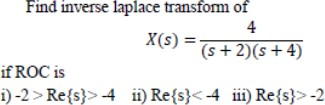 Find inverse laplace transform of
X(s) = 4 / (s + 2)(s + 4)
if ROC is
i) -2 > Re{s}> -4 ii) Re{s}< -4 iii) Re{s}> -2